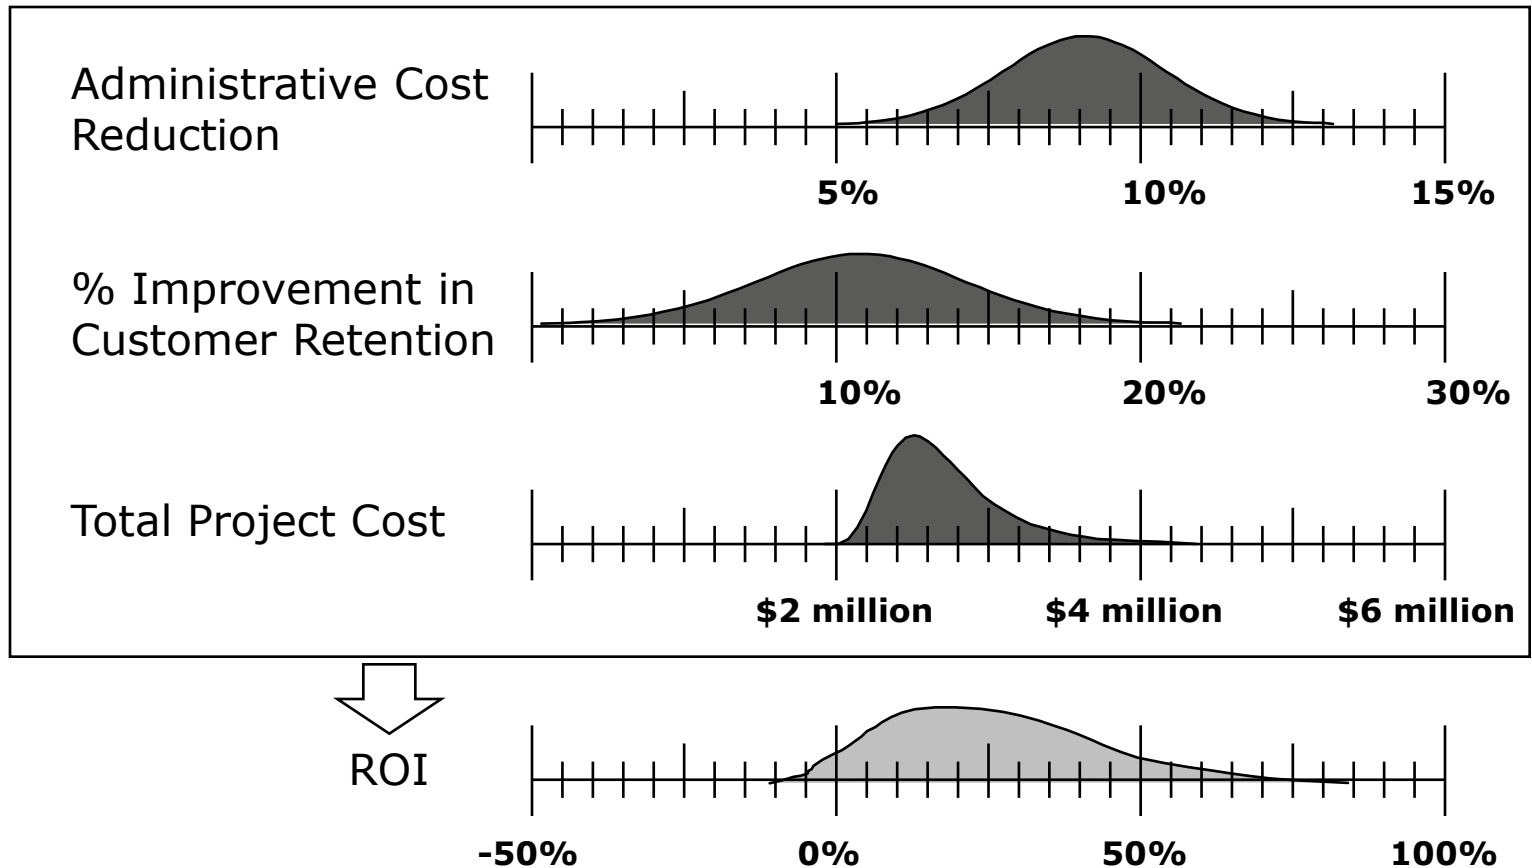 Administrative Cost
Reduction
5% 10% 15%
% Improvement in
Customer Retention
10% 20% 30%
Total Project Cost
$2 million $4 million $6 million
ROI
-50% 0% 50% 100%